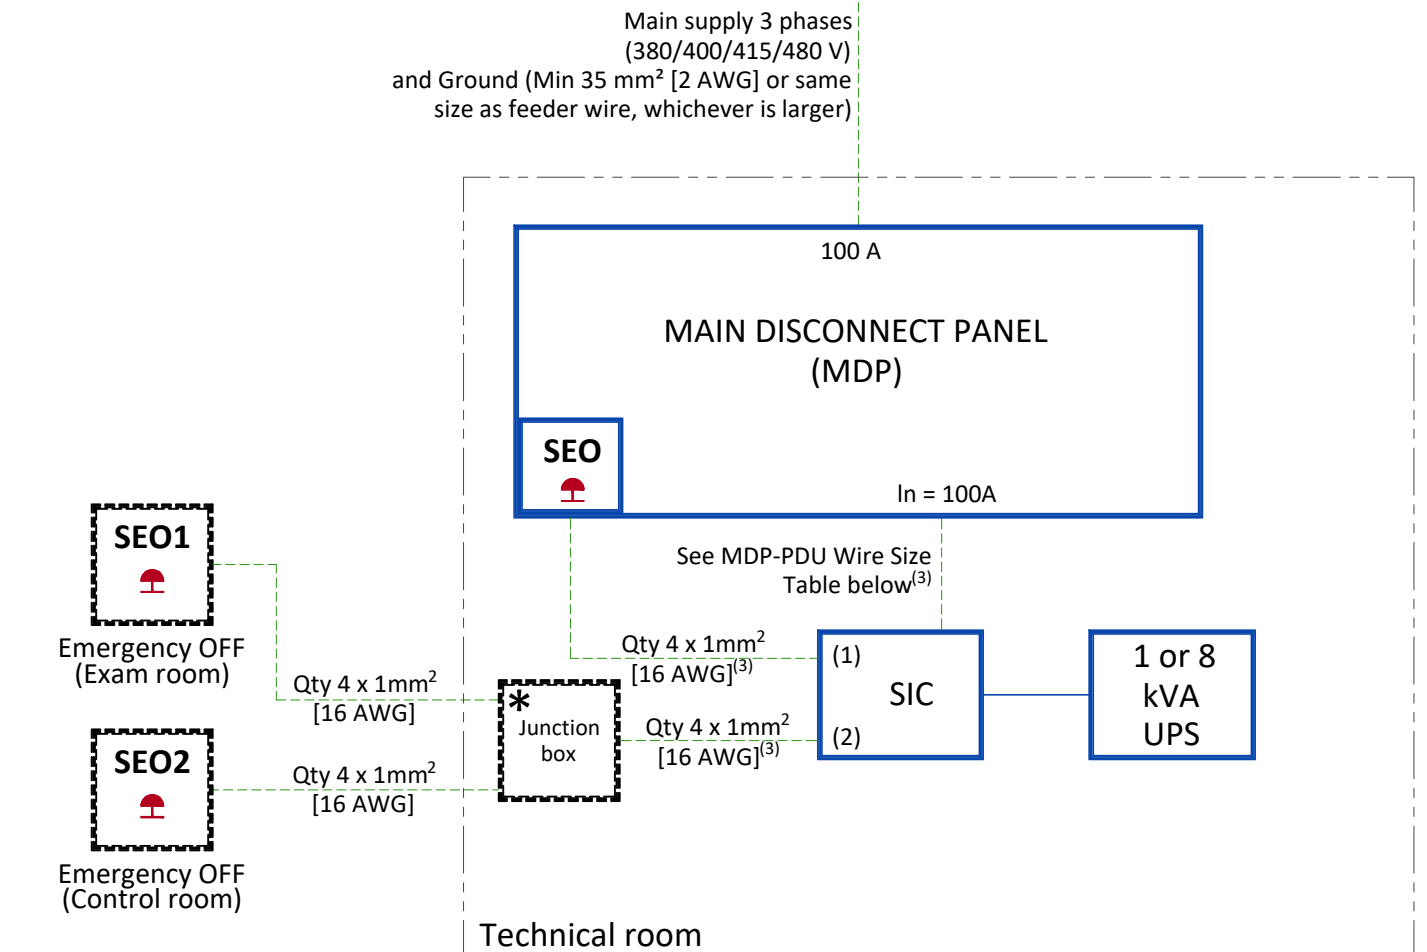 Main supply 3 phases
(380/400/415/480 V)
and Ground (Min 35 mm² [2 AWG] or same
size as feeder wire, whichever is larger)
100 A
MAIN DISCONNECT PANEL
(MDP)
SEO
ln = 100A
SEO1
Emergency OFF
(Exam room)
See MDP-PDU Wire Size
Table below⁽³⁾
Qty 4 x 1mm²
[16 AWG]⁽³⁾
(1)
SIC
(2)
1 or 8
kVA
UPS
Qty 4 x 1mm²
[16 AWG]
*
Junction
box
Qty 4 x 1mm²
[16 AWG]⁽³⁾
SEO2
Emergency OFF
(Control room)
Qty 4 x 1mm²
[16 AWG]
Technical room